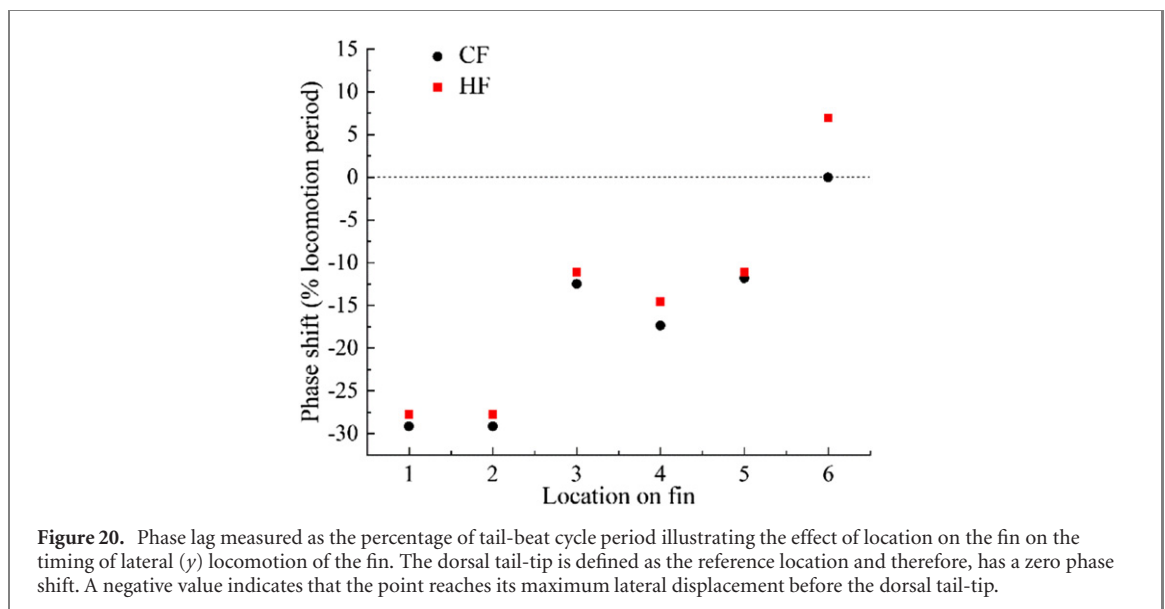 15
10
5
0
-5
-10
-15
-20
-25
-30
Phase shift (% locomotion period)
CF
HF
1 2 3 4 5 6
Location on fin
Figure 20. Phase lag measured as the percentage of tail-beat cycle period illustrating the effect of location on the fin on the
timing of lateral (y) locomotion of the fin. The dorsal tail-tip is defined as the reference location and therefore, has a zero phase
shift. A negative value indicates that the point reaches its maximum lateral displacement before the dorsal tail-tip.